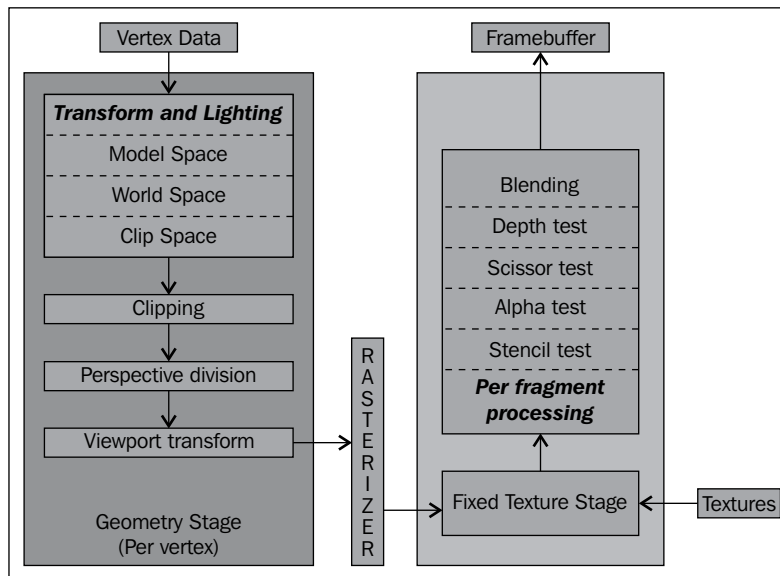 Vertex Data
Transform and Lighting
Model Space
World Space
Clip Space
Clipping
Perspective division
Viewport transform
Geometry Stage
(Per vertex)
RASTERIZER
Framebuffer
Blending
Depth test
Scissor test
Alpha test
Stencil test
Per fragment
processing
Fixed Texture Stage
Textures